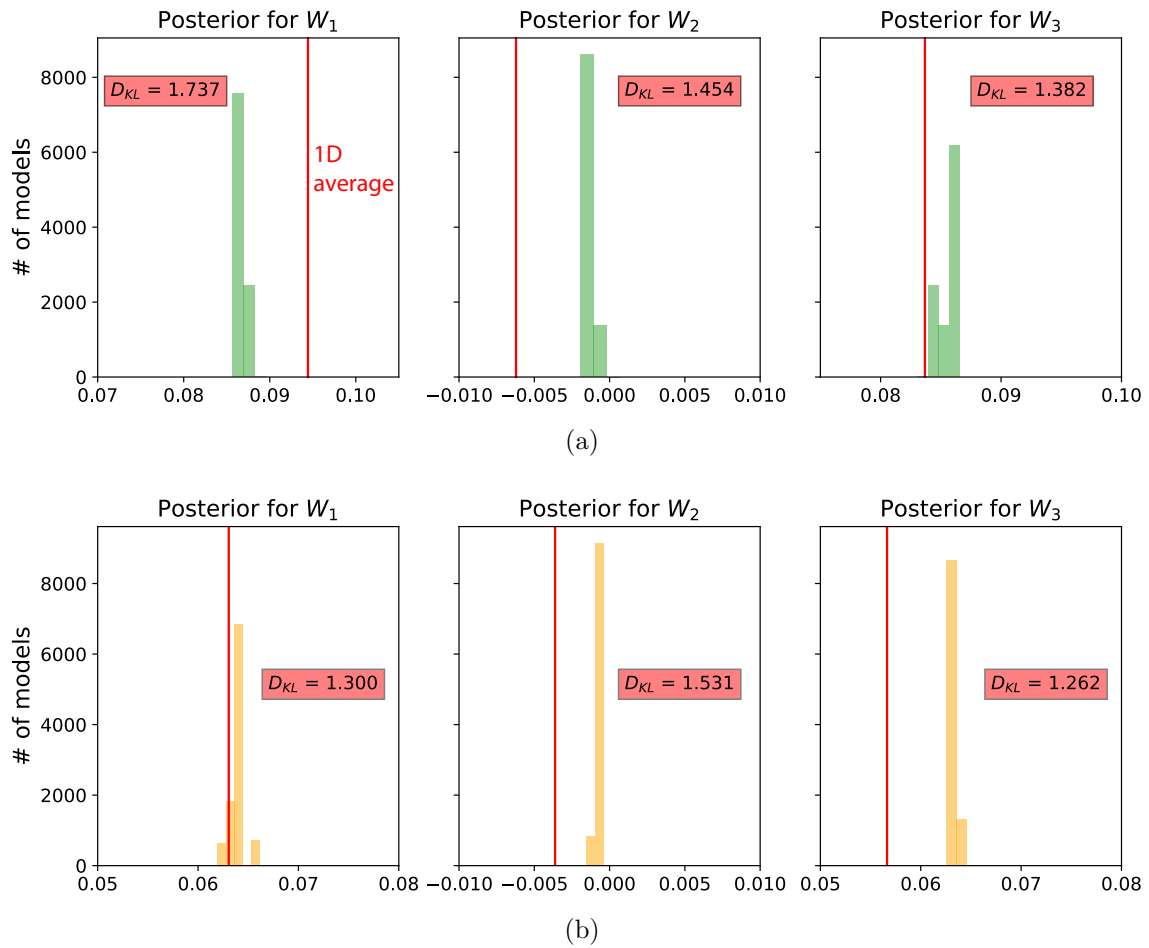 Posterior for W1
Posterior for W2
Posterior for W3
# of models
8000
6000
4000
2000
0
DKL = 1.737
1D
average
DKL = 1.454
DKL = 1.382
0.07 0.08 0.09 0.10
−0.010 −0.005 0.000 0.005 0.010
0.08 0.09 0.10
(a)
Posterior for W1
Posterior for W2
Posterior for W3
# of models
8000
6000
4000
2000
0
DKL = 1.300
DKL = 1.531
DKL = 1.262
0.05 0.06 0.07 0.08
−0.010 −0.005 0.000 0.005 0.010
0.05 0.06 0.07 0.08
(b)